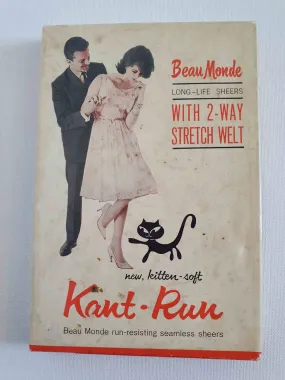 Beau Monde
LONG-LIFE SHEERS
WITH 2-WAY
STRETCH WELT
new, kitten-soft
Kant-Run
Beau Monde run-resisting seamless sheers